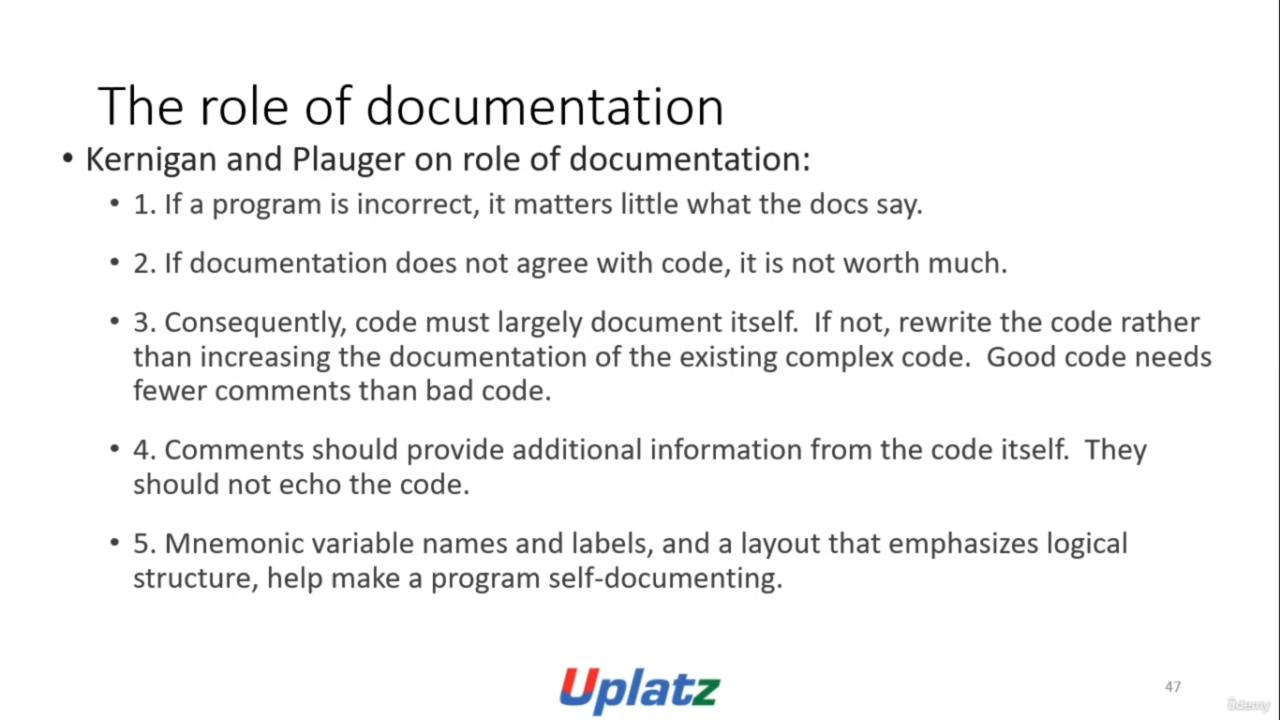 The role of documentation
• Kernigan and Plauger on role of documentation:
• 1. If a program is incorrect, it matters little what the docs say.
• 2. If documentation does not agree with code, it is not worth much.
• 3. Consequently, code must largely document itself.  If not, rewrite the code rather
than increasing the documentation of the existing complex code.  Good code needs
fewer comments than bad code.
• 4. Comments should provide additional information from the code itself.  They
should not echo the code.
• 5. Mnemonic variable names and labels, and a layout that emphasizes logical
structure, help make a program self-documenting.
Uplatz
47
ûdemy